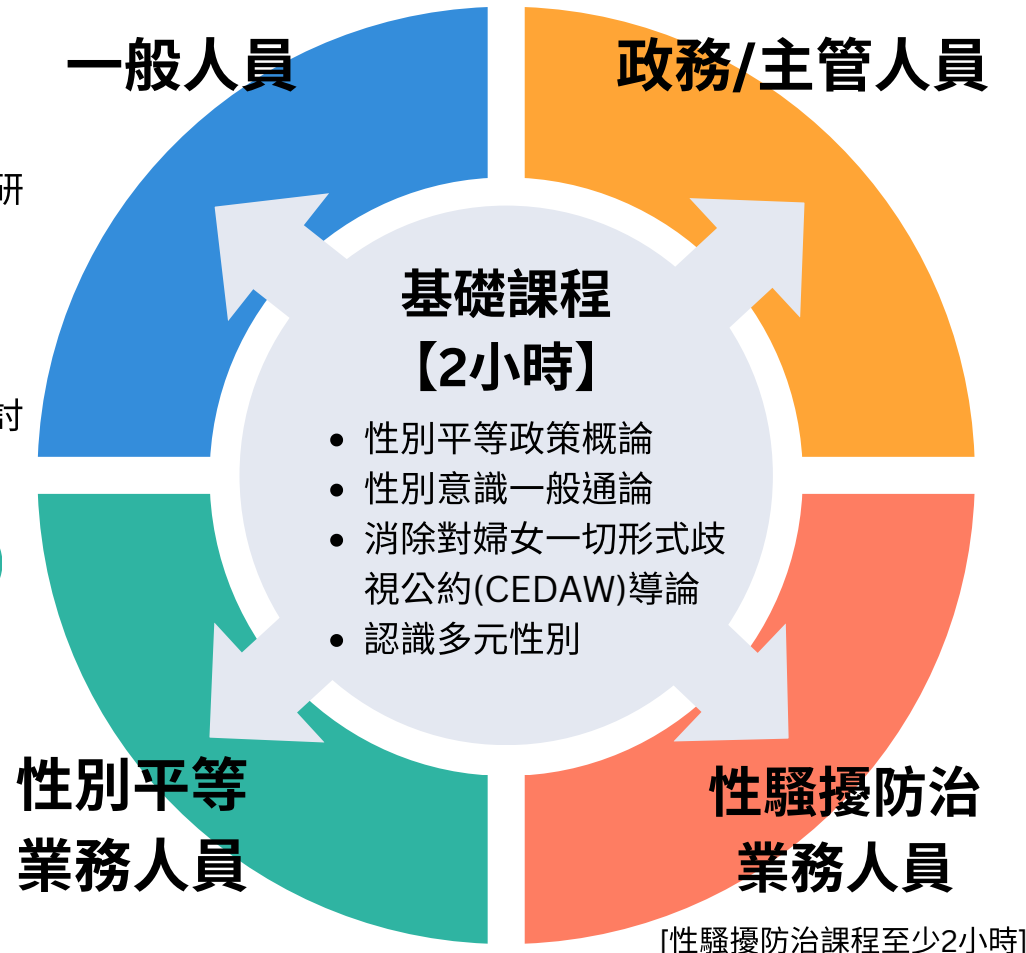 一般人員
政務/主管人員
研
討
基礎課程
【2小時】
• 性別平等政策概論
• 性別意識一般通論
• 消除對婦女一切形式歧
視公約(CEDAW)導論
• 認識多元性別
性別平等
業務人員
性騷擾防治
業務人員
[性騷擾防治課程至少2小時]